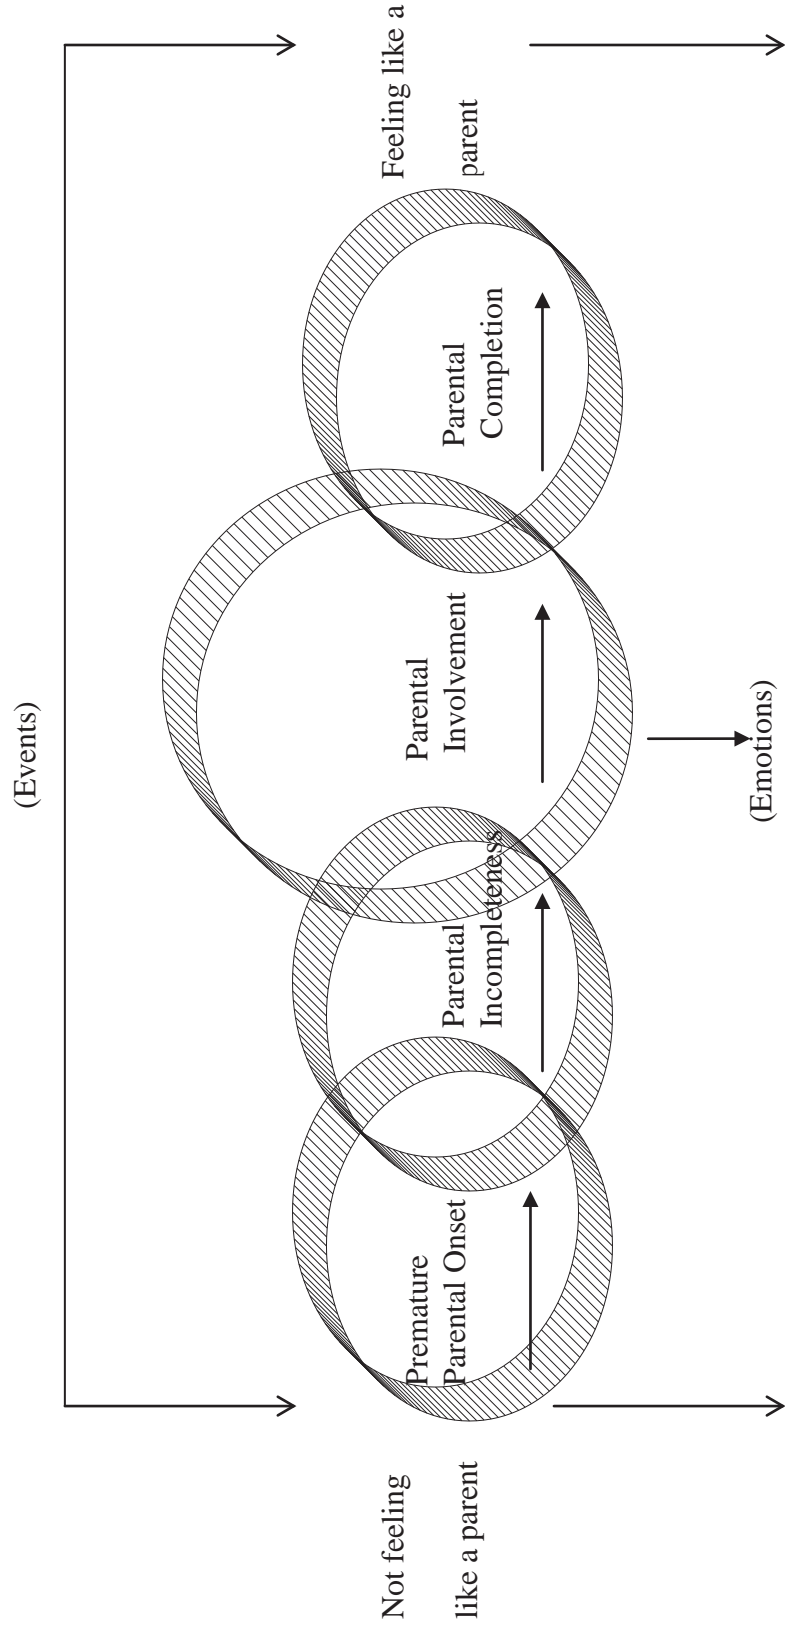 (Events)
Not feeling
like a parent
Premature
Parental Onset
Parental
Incompleteness
Parental
Involvement
Parental
Completion
Feeling like a
parent
(Emotions)